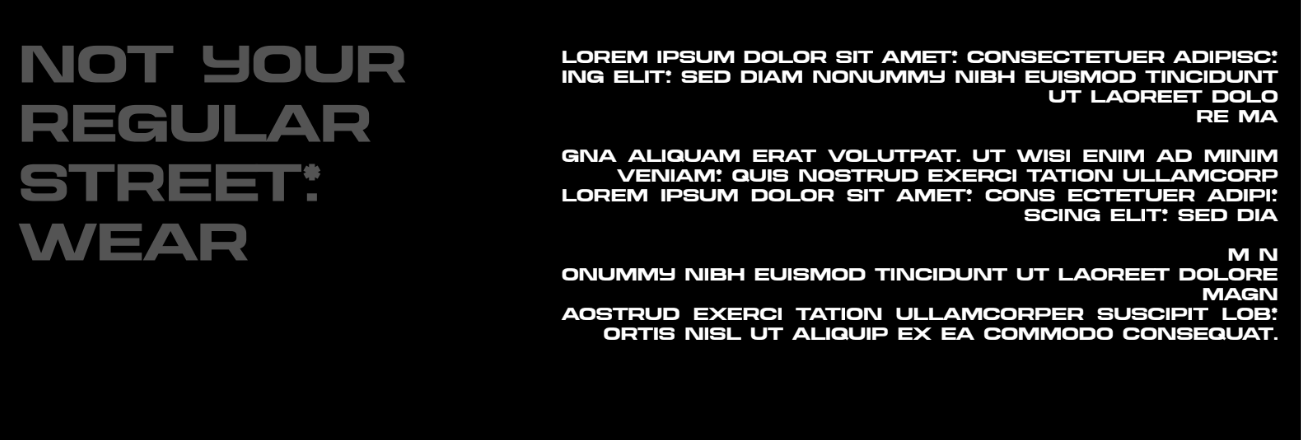 NOT YOUR
REGULAR
STREET:
WEAR
LOREM IPSUM DOLOR SIT AMET: CONSECTETUER ADIPISC:
ING ELIT: SED DIAM NONUMMY NIBH EUISMOD TINCIDUNT
UT LAOREET DOLO
RE MA
GNA ALIQUAM ERAT VOLUTPAT. UT WISI ENIM AD MINIM
VENIAM: QUIS NOSTRUD EXERCI TATION ULLAMCORP
LOREM IPSUM DOLOR SIT AMET: CONS ECTETUER ADIPI:
SCING ELIT: SED DIA
M N
ONUMMY NIBH EUISMOD TINCIDUNT UT LAOREET DOLORE
MAGN
AOSTRUD EXERCI TATION ULLAMCORPER SUSCIPIT LOB:
ORTIS NISL UT ALIQUIP EX EA COMMODO CONSEQUAT.